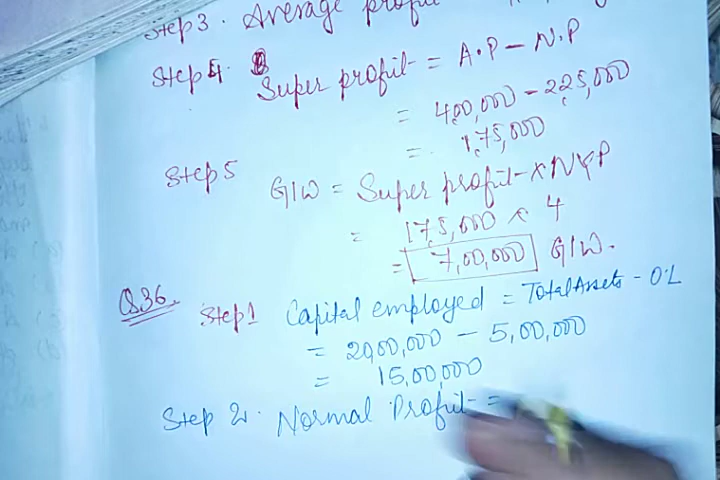 Step 3. Average profit
Step 4. Super profit = A.P - N.P
= 4,00,000 - 2,25,000
= 1,75,000
Step 5 G/W = Super profit x NYP
= 1,75,000 x 4
= 7,00,000 G/W.
Q.36. Step 1 Capital employed = Total Assets - O.L
= 20,00,000 - 5,00,000
= 15,00,000
Step 2. Normal Profit =